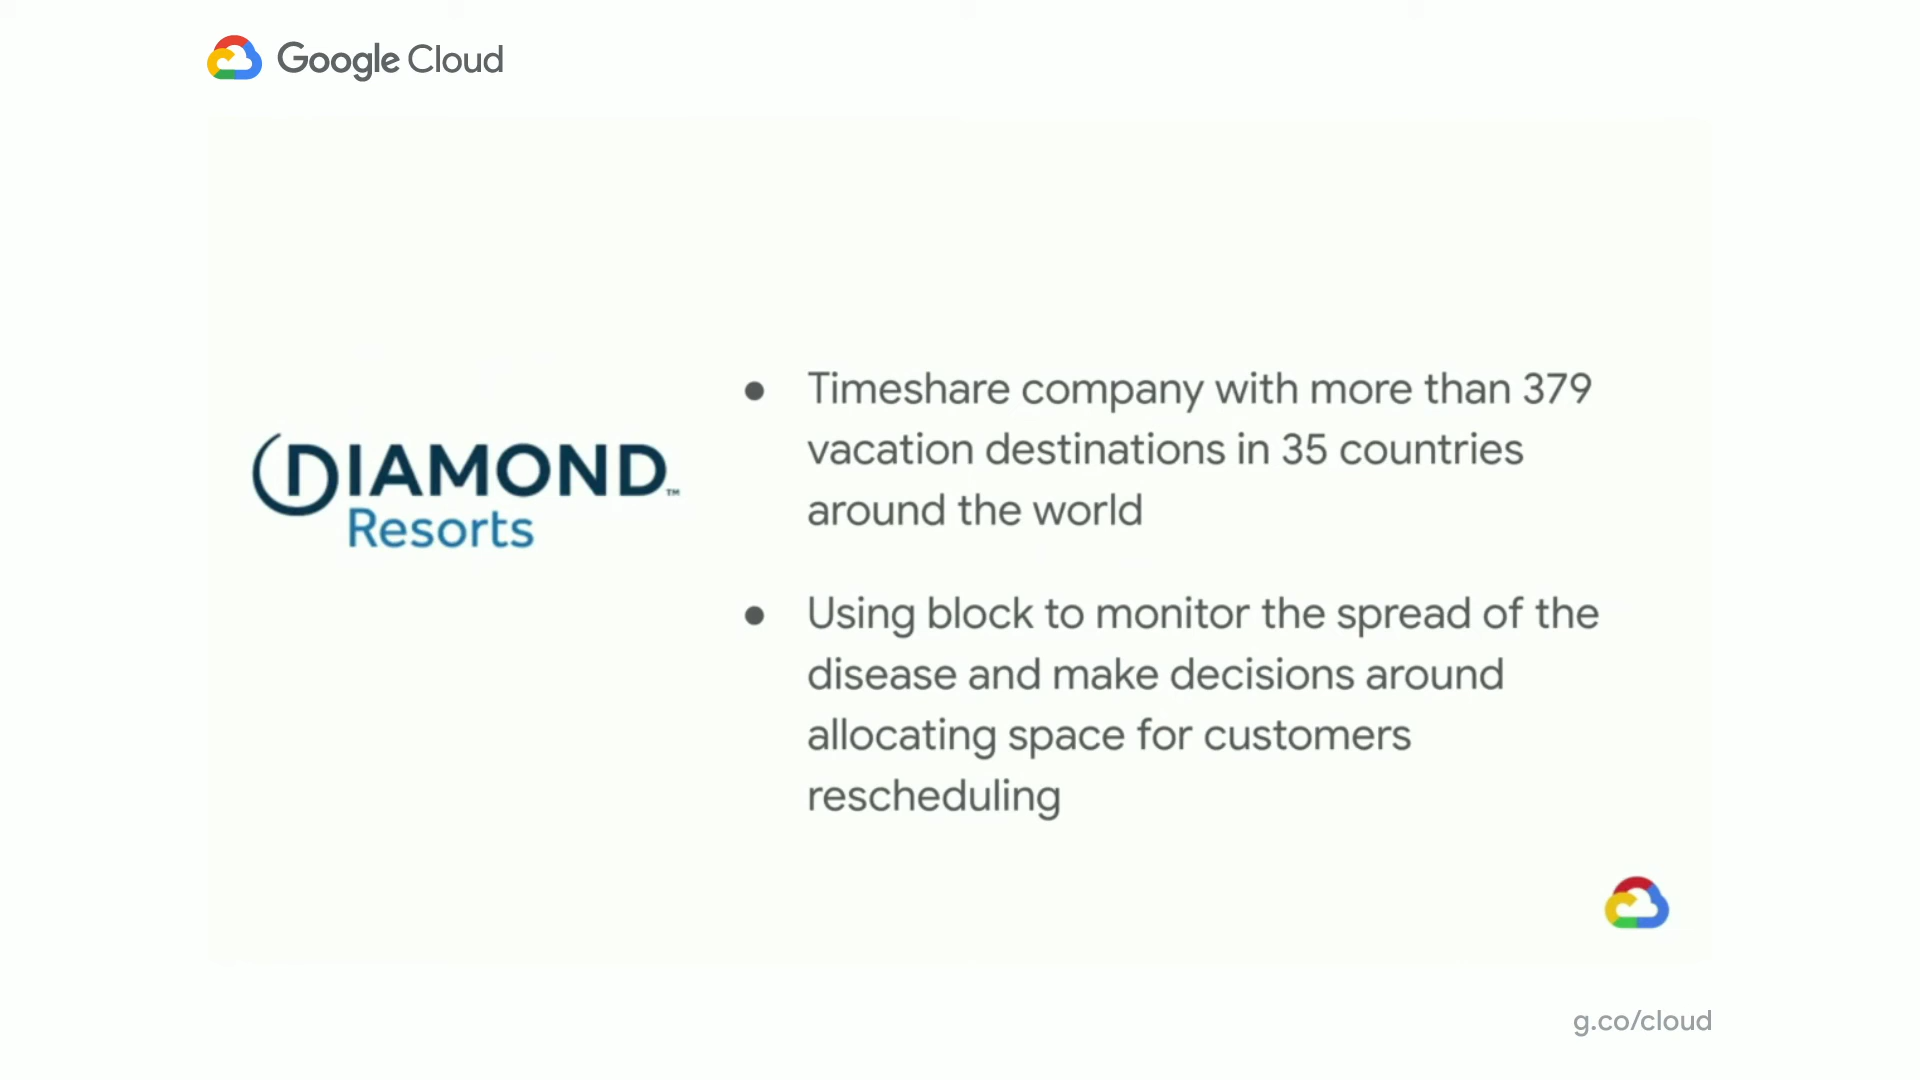 Google Cloud
DIAMOND™
Resorts
● Timeshare company with more than 379
vacation destinations in 35 countries
around the world
● Using block to monitor the spread of the
disease and make decisions around
allocating space for customers
rescheduling
g.co/cloud